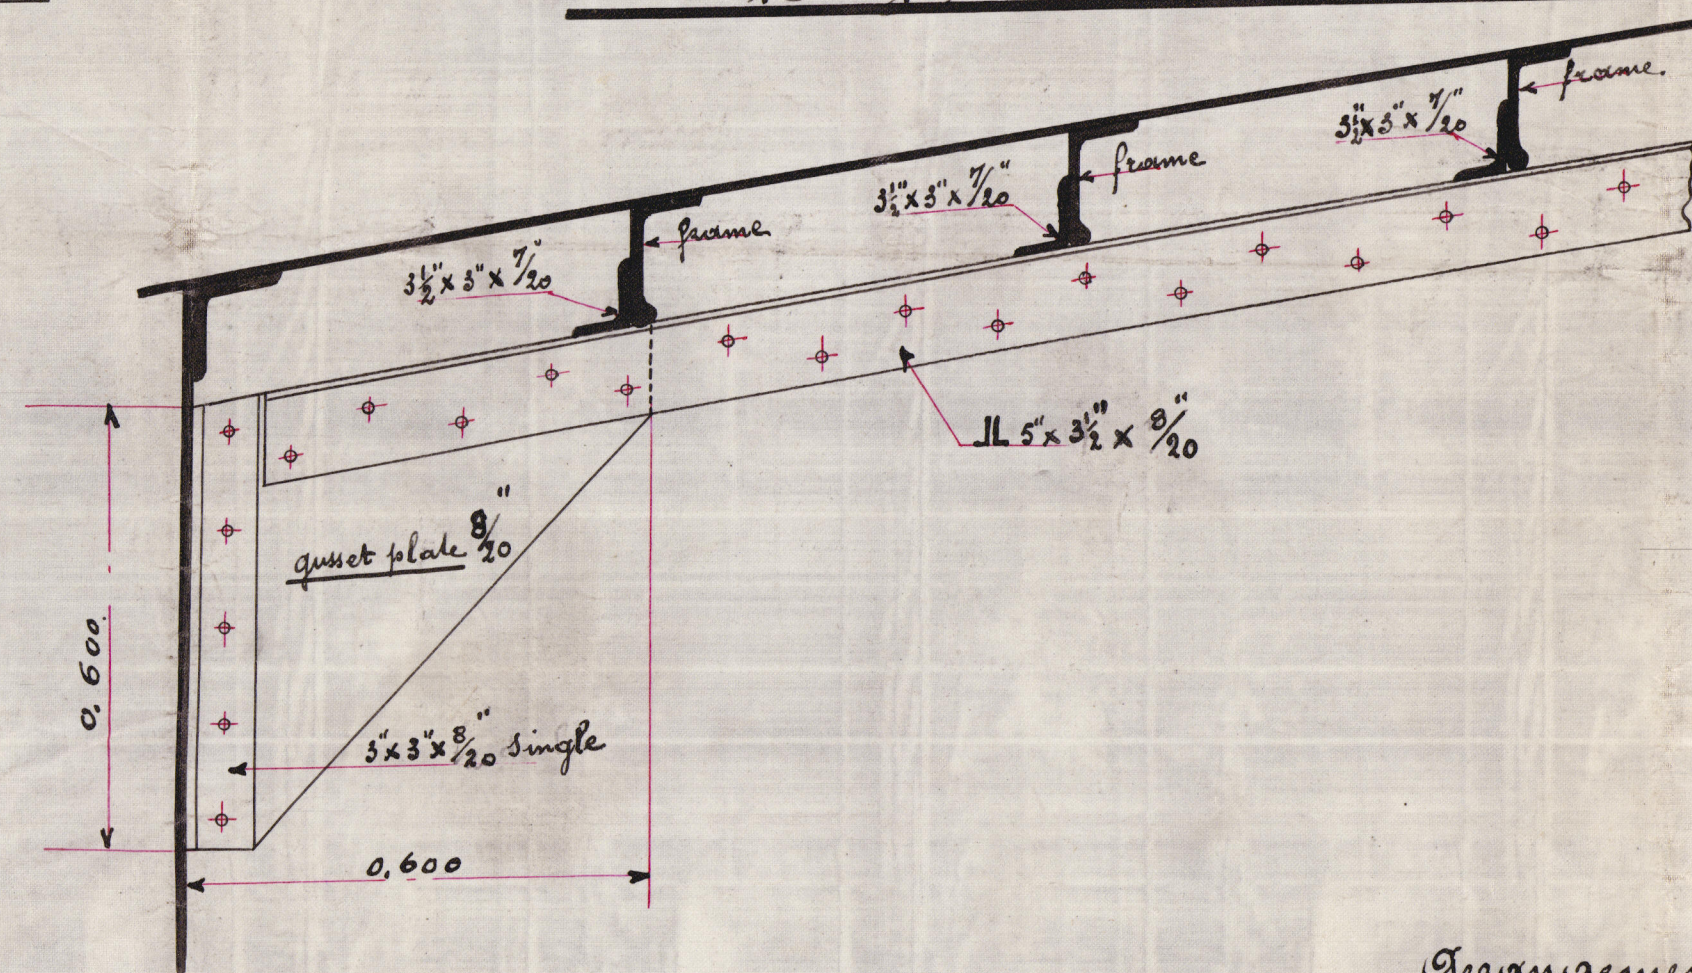 frame.
3½" x 3" x 7/20"
frame
3½" x 3" x 7/20"
frame
3½" x 3" x 7/20"
⅃L 5" x 3½" x 8/20"
gusset plate 8/20"
0,600.
3" x 3" x 8/20" single
0,600